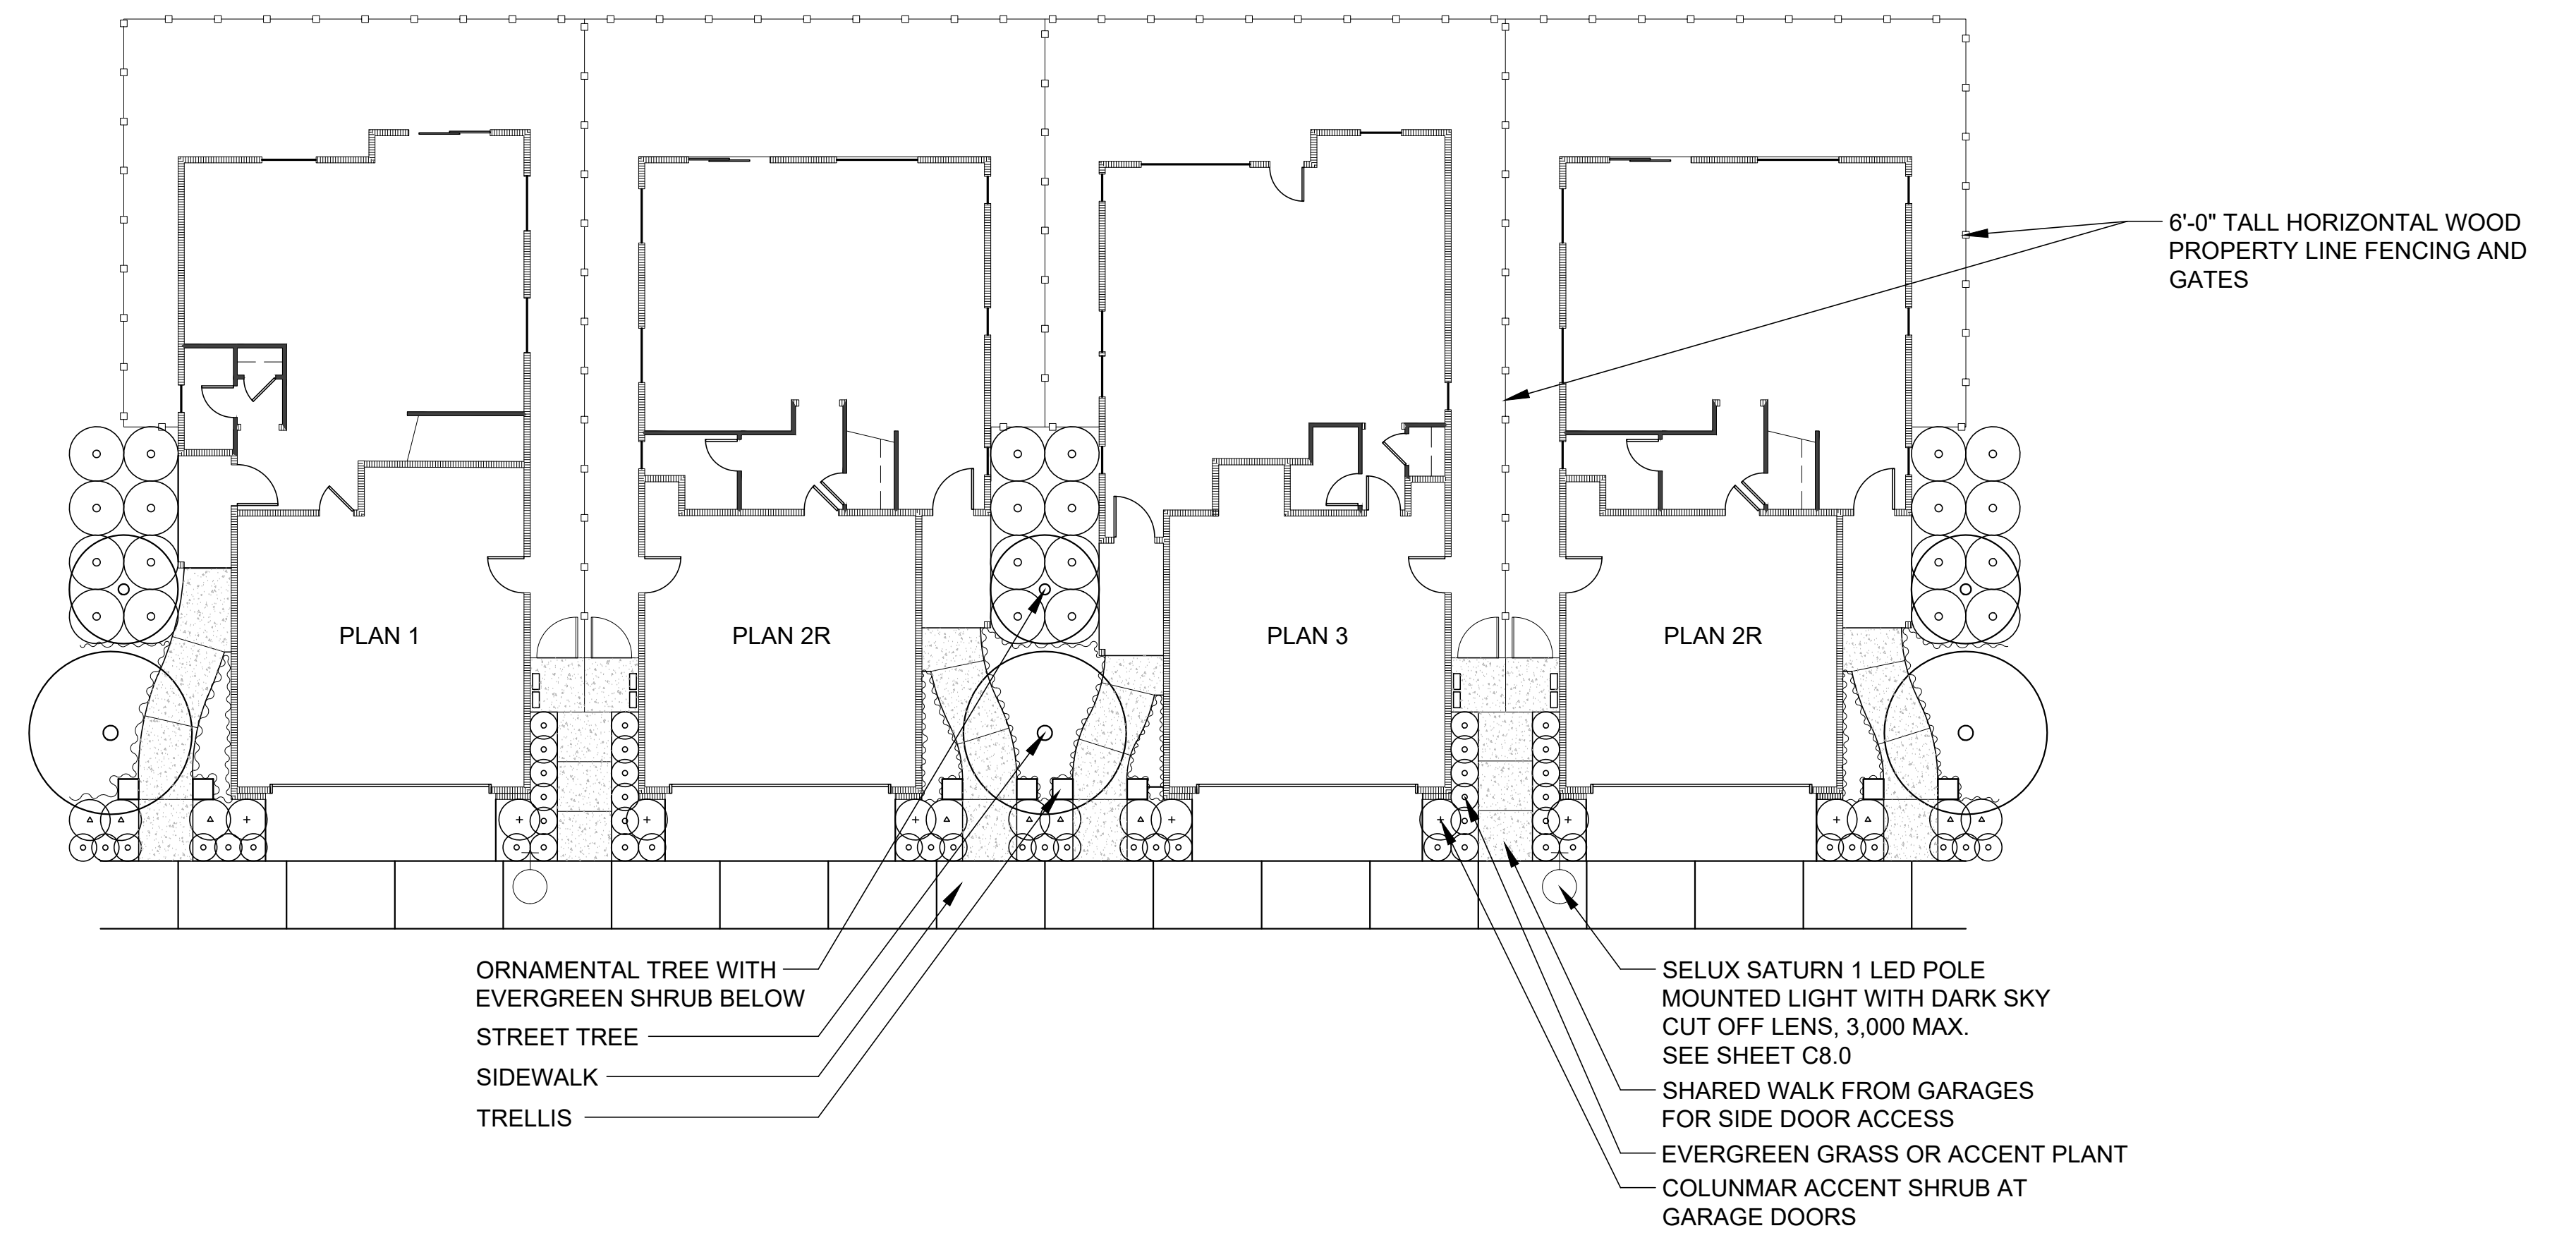 6'-0" TALL HORIZONTAL WOOD
PROPERTY LINE FENCING AND
GATES
PLAN 1
PLAN 2R
PLAN 3
PLAN 2R
ORNAMENTAL TREE WITH
EVERGREEN SHRUB BELOW
STREET TREE
SIDEWALK
TRELLIS
SELUX SATURN 1 LED POLE
MOUNTED LIGHT WITH DARK SKY
CUT OFF LENS, 3,000 MAX.
SEE SHEET C8.0
SHARED WALK FROM GARAGES
FOR SIDE DOOR ACCESS
EVERGREEN GRASS OR ACCENT PLANT
COLUNMAR ACCENT SHRUB AT
GARAGE DOORS